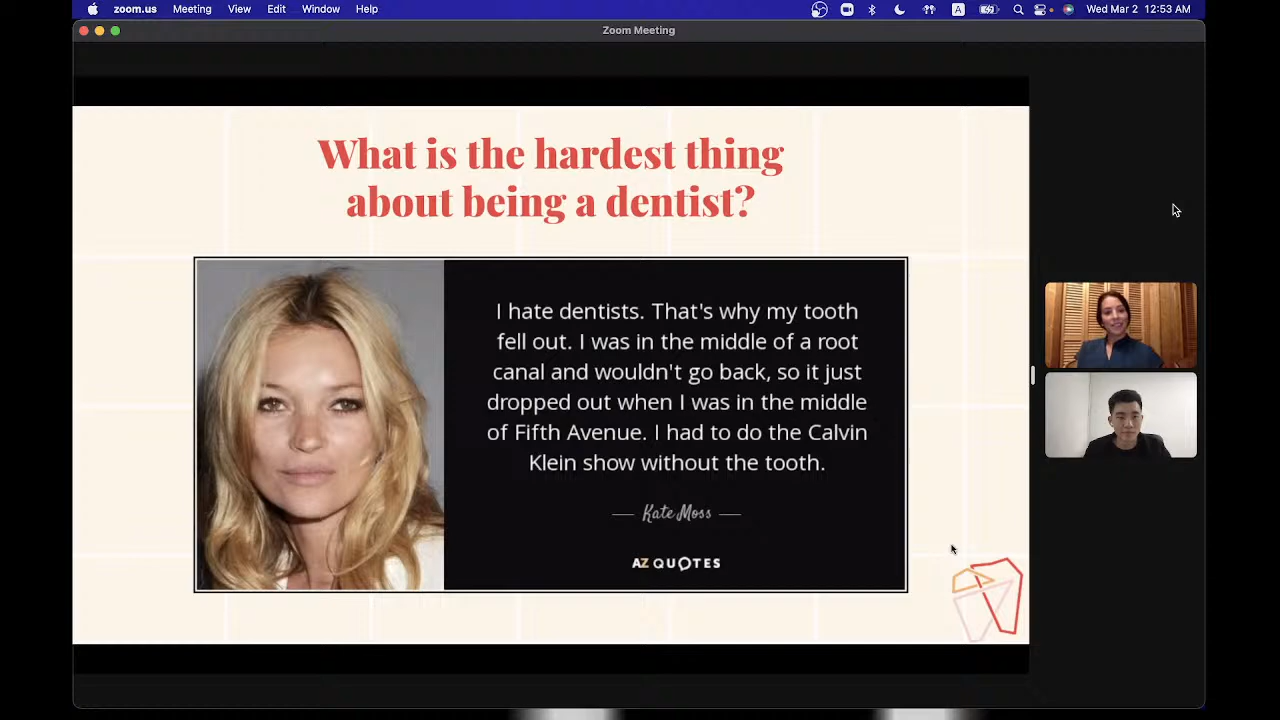 zoom.us Meeting View Edit Window Help A Wed Mar 2 12:53 AM
Zoom Meeting
What is the hardest thing
about being a dentist?
I hate dentists. That's why my tooth
fell out. I was in the middle of a root
canal and wouldn't go back, so it just
dropped out when I was in the middle
of Fifth Avenue. I had to do the Calvin
Klein show without the tooth.
Kate Moss
AZ QUOTES